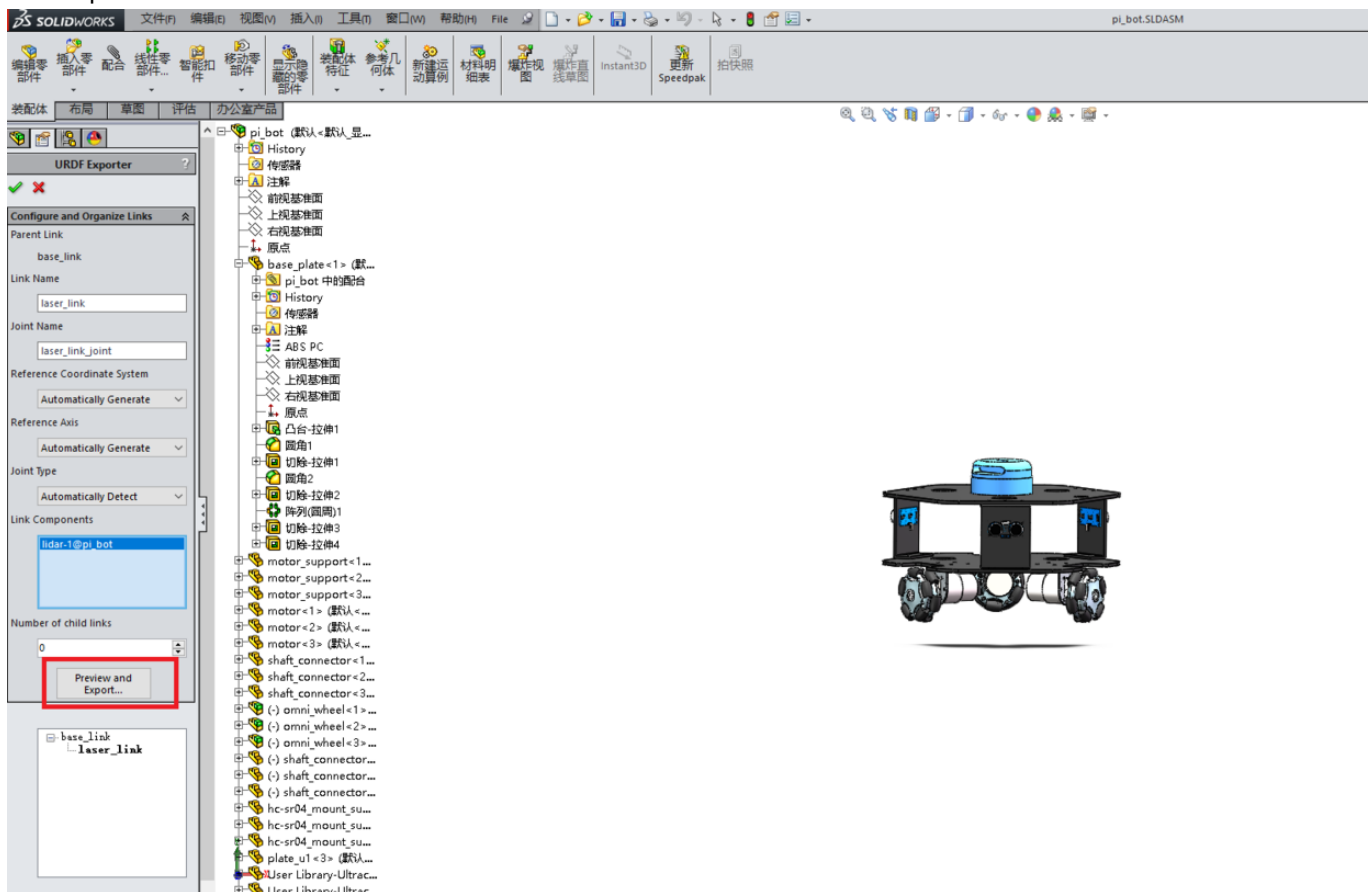 SOLIDWORKS 文件(F) 编辑(E) 视图(V) 插入(I) 工具(T) 窗口(W) 帮助(H) File pi_bot.SLDASM
编辑零部件 插入零部件 配合 线性零部件... 智能扣件 移动零部件 显示隐藏的零部件 装配体特征 参考几何体 新建运动算例 材料明细表 爆炸视图 爆炸直线草图 Instant3D 更新Speedpak 拍快照
装配体 布局 草图 评估 办公室产品
URDF Exporter ?
Configure and Organize Links
Parent Link
base_link
Link Name
laser_link
Joint Name
laser_link_joint
Reference Coordinate System
Automatically Generate
Reference Axis
Automatically Generate
Joint Type
Automatically Detect
Link Components
lidar-1@pi_bot
Number of child links
0
Preview and
Export...
base_link
laser_link
pi_bot (默认<默认_显...
History
传感器
注解
前视基准面
上视基准面
右视基准面
原点
base_plate<1> (默...
pi_bot 中的配合
History
传感器
注解
ABS PC
前视基准面
上视基准面
右视基准面
原点
凸台-拉伸1
圆角1
切除-拉伸1
圆角2
切除-拉伸2
阵列(圆周)1
切除-拉伸3
切除-拉伸4
motor_support<1...
motor_support<2...
motor_support<3...
motor<1> (默认<...
motor<2> (默认<...
motor<3> (默认<...
shaft_connector<1...
shaft_connector<2...
shaft_connector<3...
(-) omni_wheel<1>...
(-) omni_wheel<2>...
(-) omni_wheel<3>...
(-) shaft_connector...
(-) shaft_connector...
(-) shaft_connector...
hc-sr04_mount_su...
hc-sr04_mount_su...
hc-sr04_mount_su...
plate_u1<3> (默认...
User Library-Ultrac...
User Library-Ultrac...